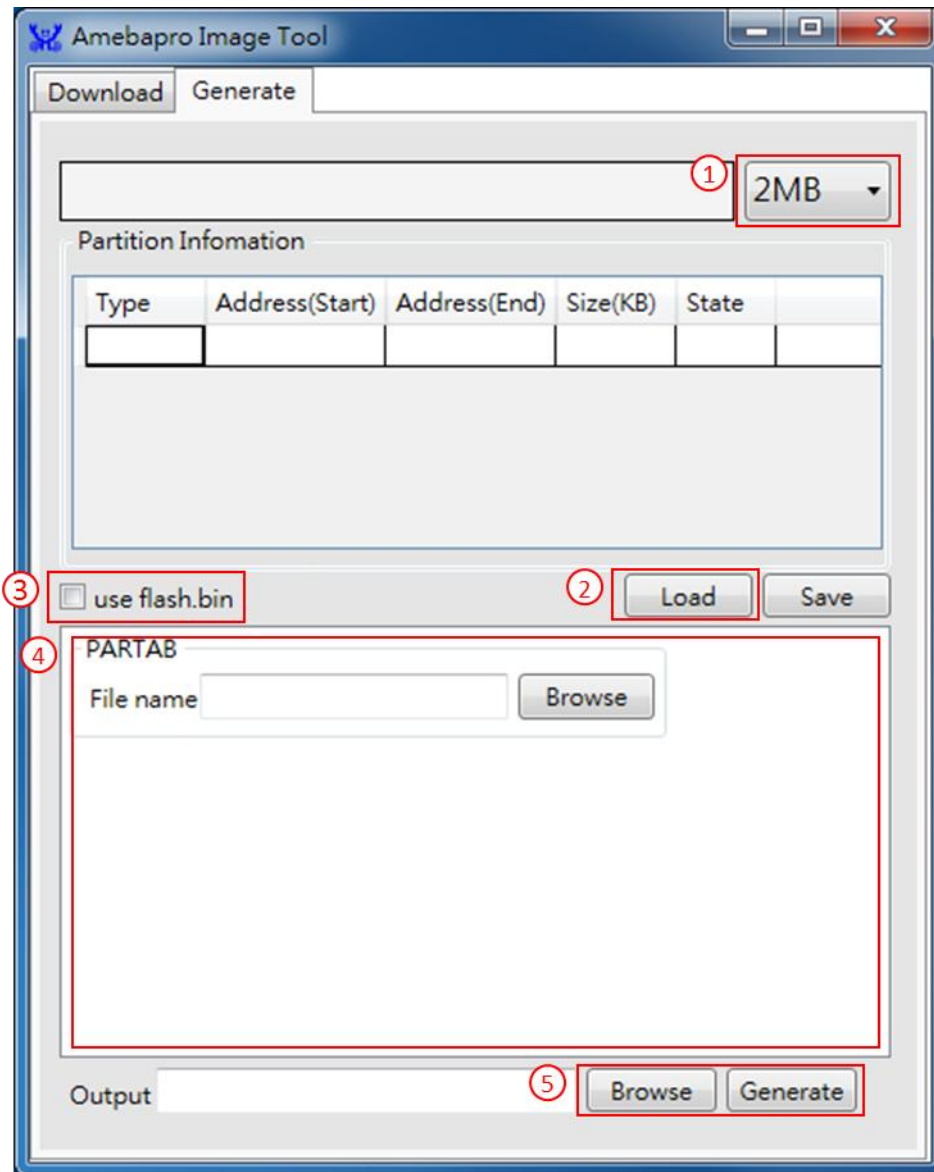 Amebapro Image Tool
Download Generate
1 2MB
Partition Infomation
Type Address(Start) Address(End) Size(KB) State
3 use flash.bin 2 Load Save
4 PARTAB
File name Browse
Output 5 Browse Generate